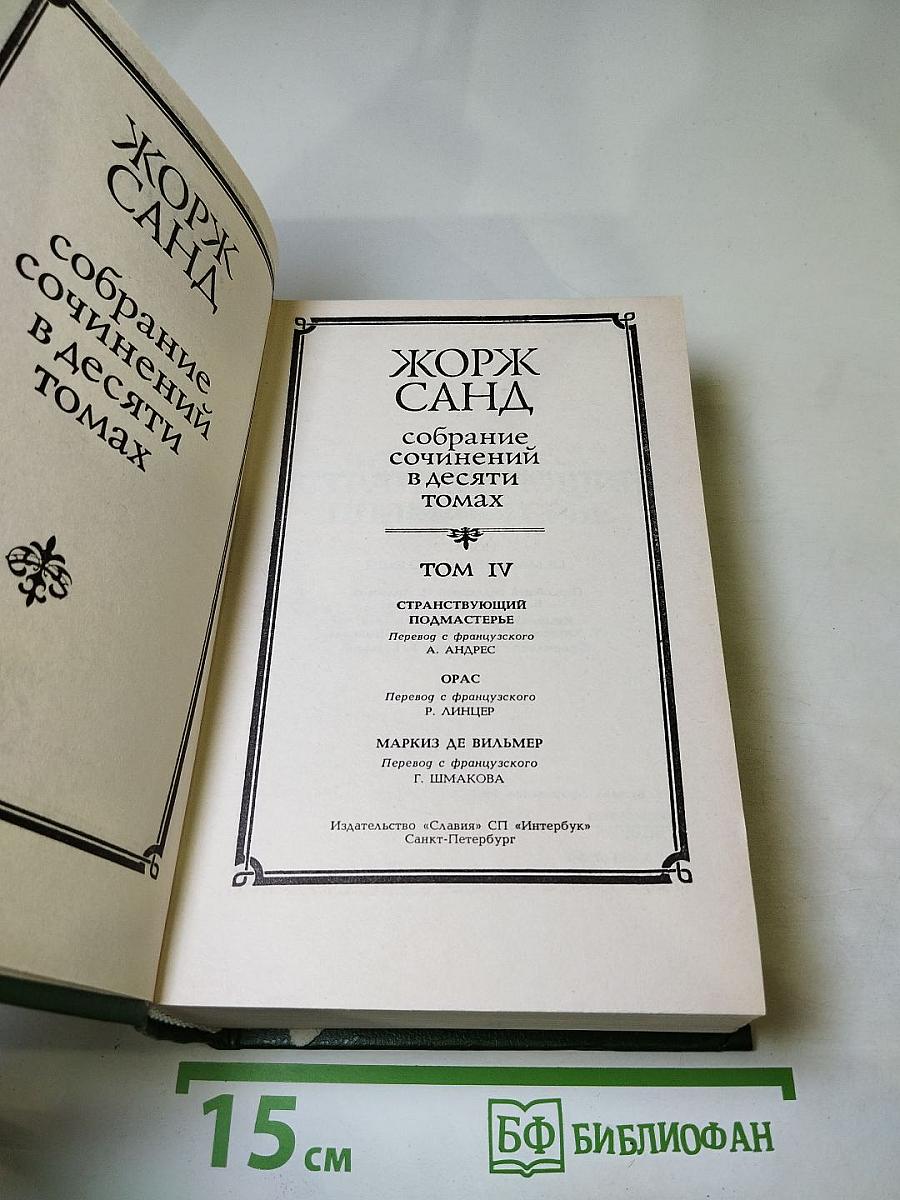 ЖОРЖ
САНД
собрание
сочинений
в десяти
томах
ЖОРЖ
САНД
собрание
сочинений
в десяти
томах
ТОМ IV
СТРАНСТВУЮЩИЙ
ПОДМАСТЕРЬЕ
Перевод с французского
А. АНДРЕС
ОРАС
Перевод с французского
Р. ЛИНЦЕР
МАРКИЗ ДЕ ВИЛЬМЕР
Перевод с французского
Г. ШМАКОВА
Издательство «Славия» СП «Интербук»
Санкт-Петербург
15 см
БФ БИБЛИОФАН